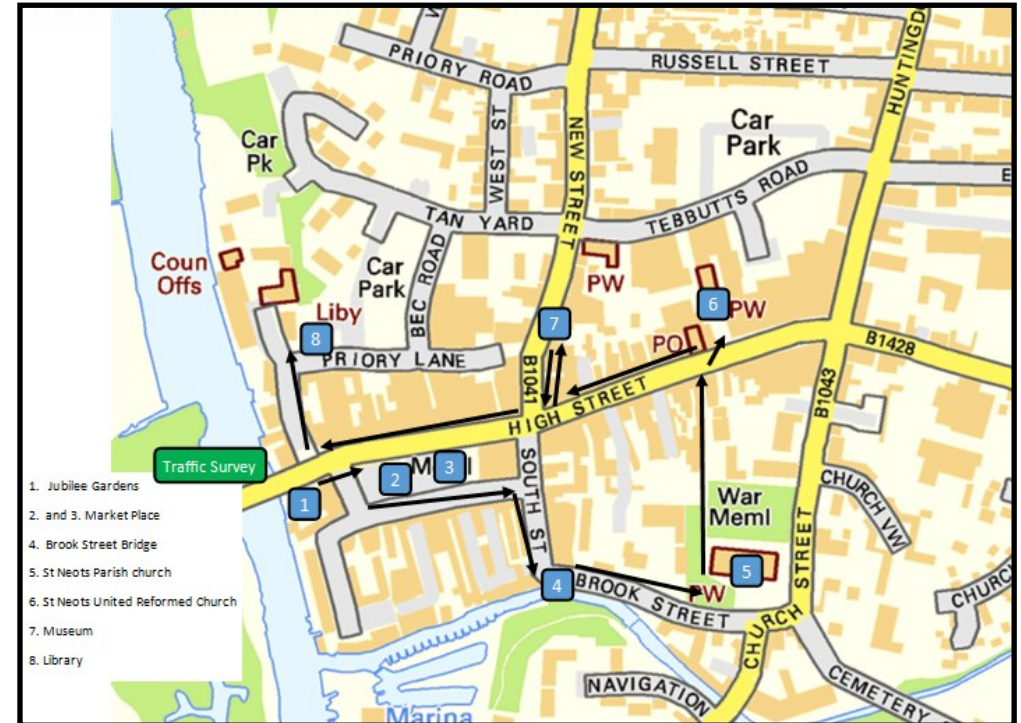 PRIORY ROAD
RUSSELL STREET
HUNTINGD
WEST ST
NEW STREET
Car
Park
Car
Pk
TEBBUTTS ROAD
E
TAN YARD
Coun
Offs
Car
Park
BEC ROAD
PW
6
PW
Liby
8
7
PO
PRIORY LANE
B1041
B1428
HIGH STREET
B1043
Traffic Survey
2
3
1
SOUTH ST
War
Meml
CHURCH VW
1. Jubilee Gardens
2. and 3. Market Place
4. Brook Street Bridge
5. St Neots Parish church
6. St Neots United Reformed Church
7. Museum
8. Library
4
5
PW
BROOK STREET
CHURCH STREET
CHURCH
CEMETERY
NAVIGATION
Marina